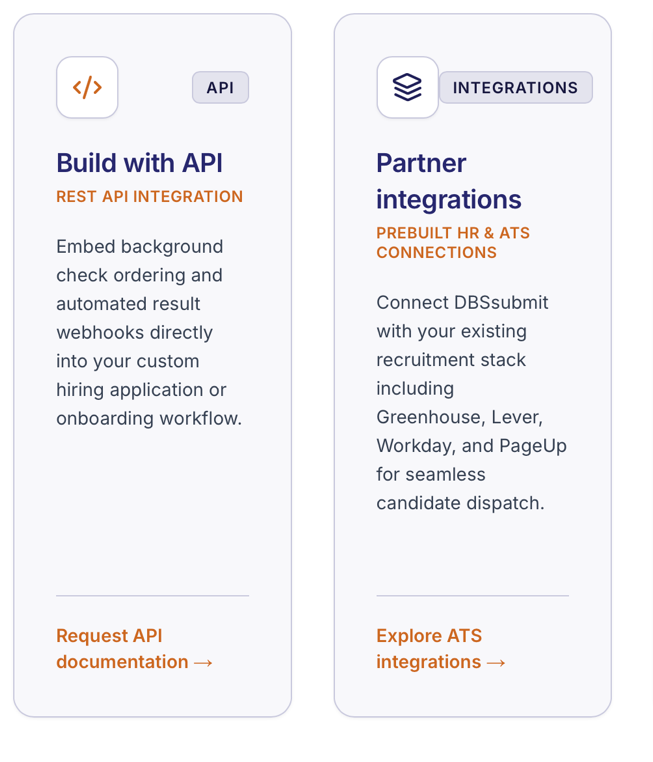 API
Build with API
REST API INTEGRATION
Embed background
check ordering and
automated result
webhooks directly
into your custom
hiring application or
onboarding workflow.
Request API
documentation →
INTEGRATIONS
Partner
integrations
PREBUILT HR & ATS
CONNECTIONS
Connect DBSsubmit
with your existing
recruitment stack
including
Greenhouse, Lever,
Workday, and PageUp
for seamless
candidate dispatch.
Explore ATS
integrations →